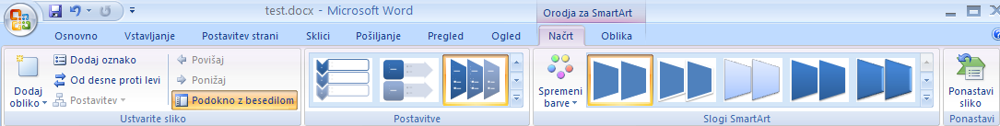 test.docx - Microsoft Word
Orodja za SmartArt
Osnovno Vstavljanje Postavitev strani Sklici Pošiljanje Pregled Ogled Načrt Oblika
Dodaj obliko
Dodaj oznako
Od desne proti levi
Postavitev
Povišaj
Ponižaj
Podokno z besedilom
Ustvarite sliko
Postavitve
Spremeni
barve
Slogi SmartArt
Ponastavi
sliko
Ponastavi